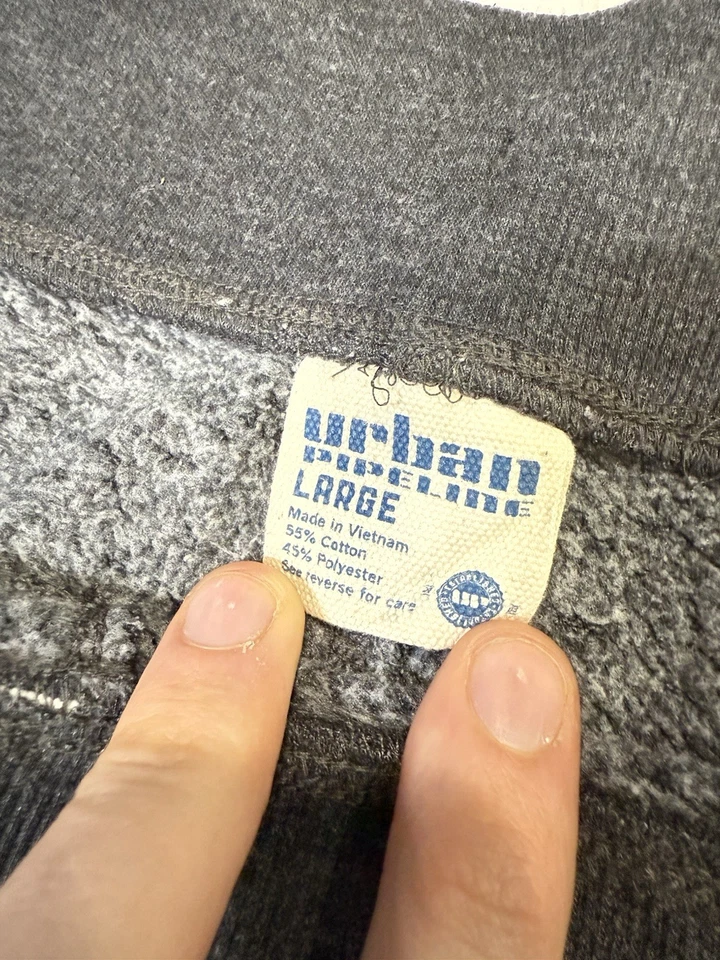 urban
PIPELINE
LARGE
Made in Vietnam
55% Cotton
45% Polyester
See reverse for care